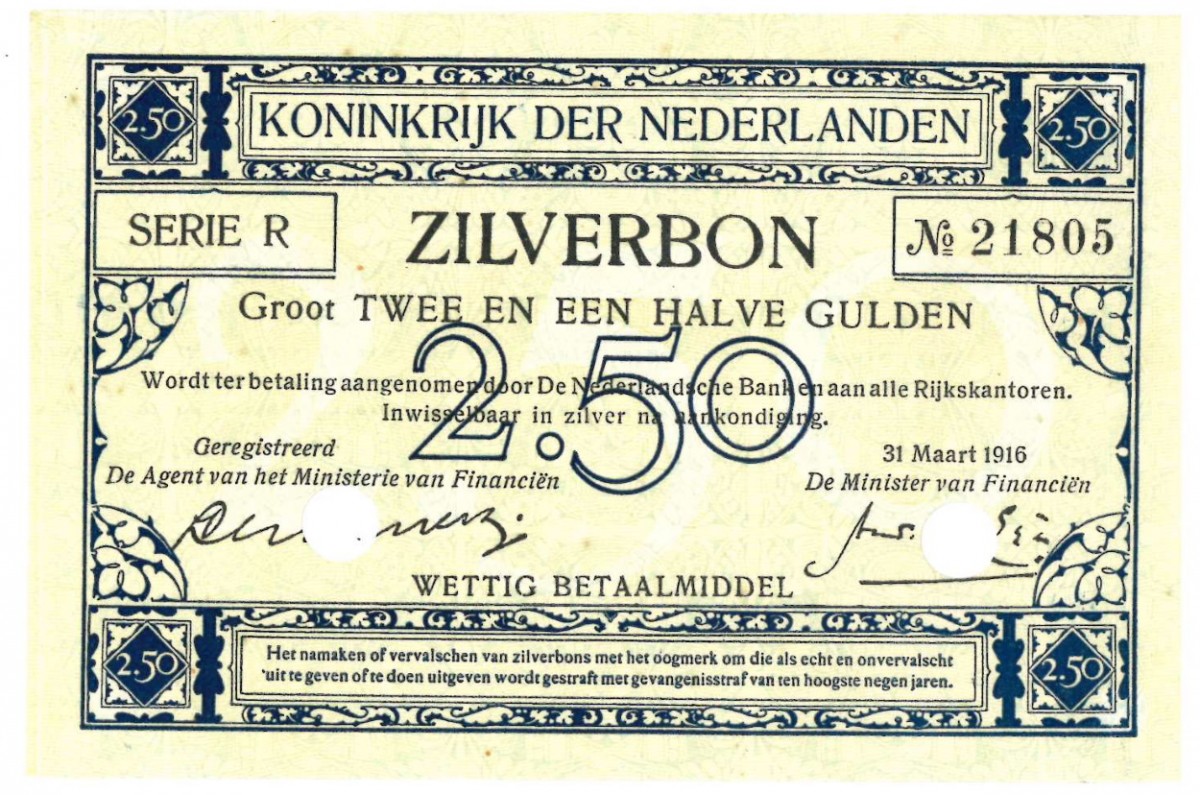 2.50 KONINKRIJK DER NEDERLANDEN 2.50
SERIE R ZILVERBON № 21805
Groot TWEE EN EEN HALVE GULDEN
2.50
Wordt ter betaling aangenomen door De Nederlandsche Bank en aan alle Rijkskantoren.
Inwisselbaar in zilver na aankondiging.
Geregistreerd
De Agent van het Ministerie van Financiën
31 Maart 1916
De Minister van Financiën
WETTIG BETAALMIDDEL
2.50 2.50
Het namaken of vervalschen van zilverbons met het oogmerk om die als echt en onvervalscht
uit te geven of te doen uitgeven wordt gestraft met gevangenisstraf van ten hoogste negen jaren.